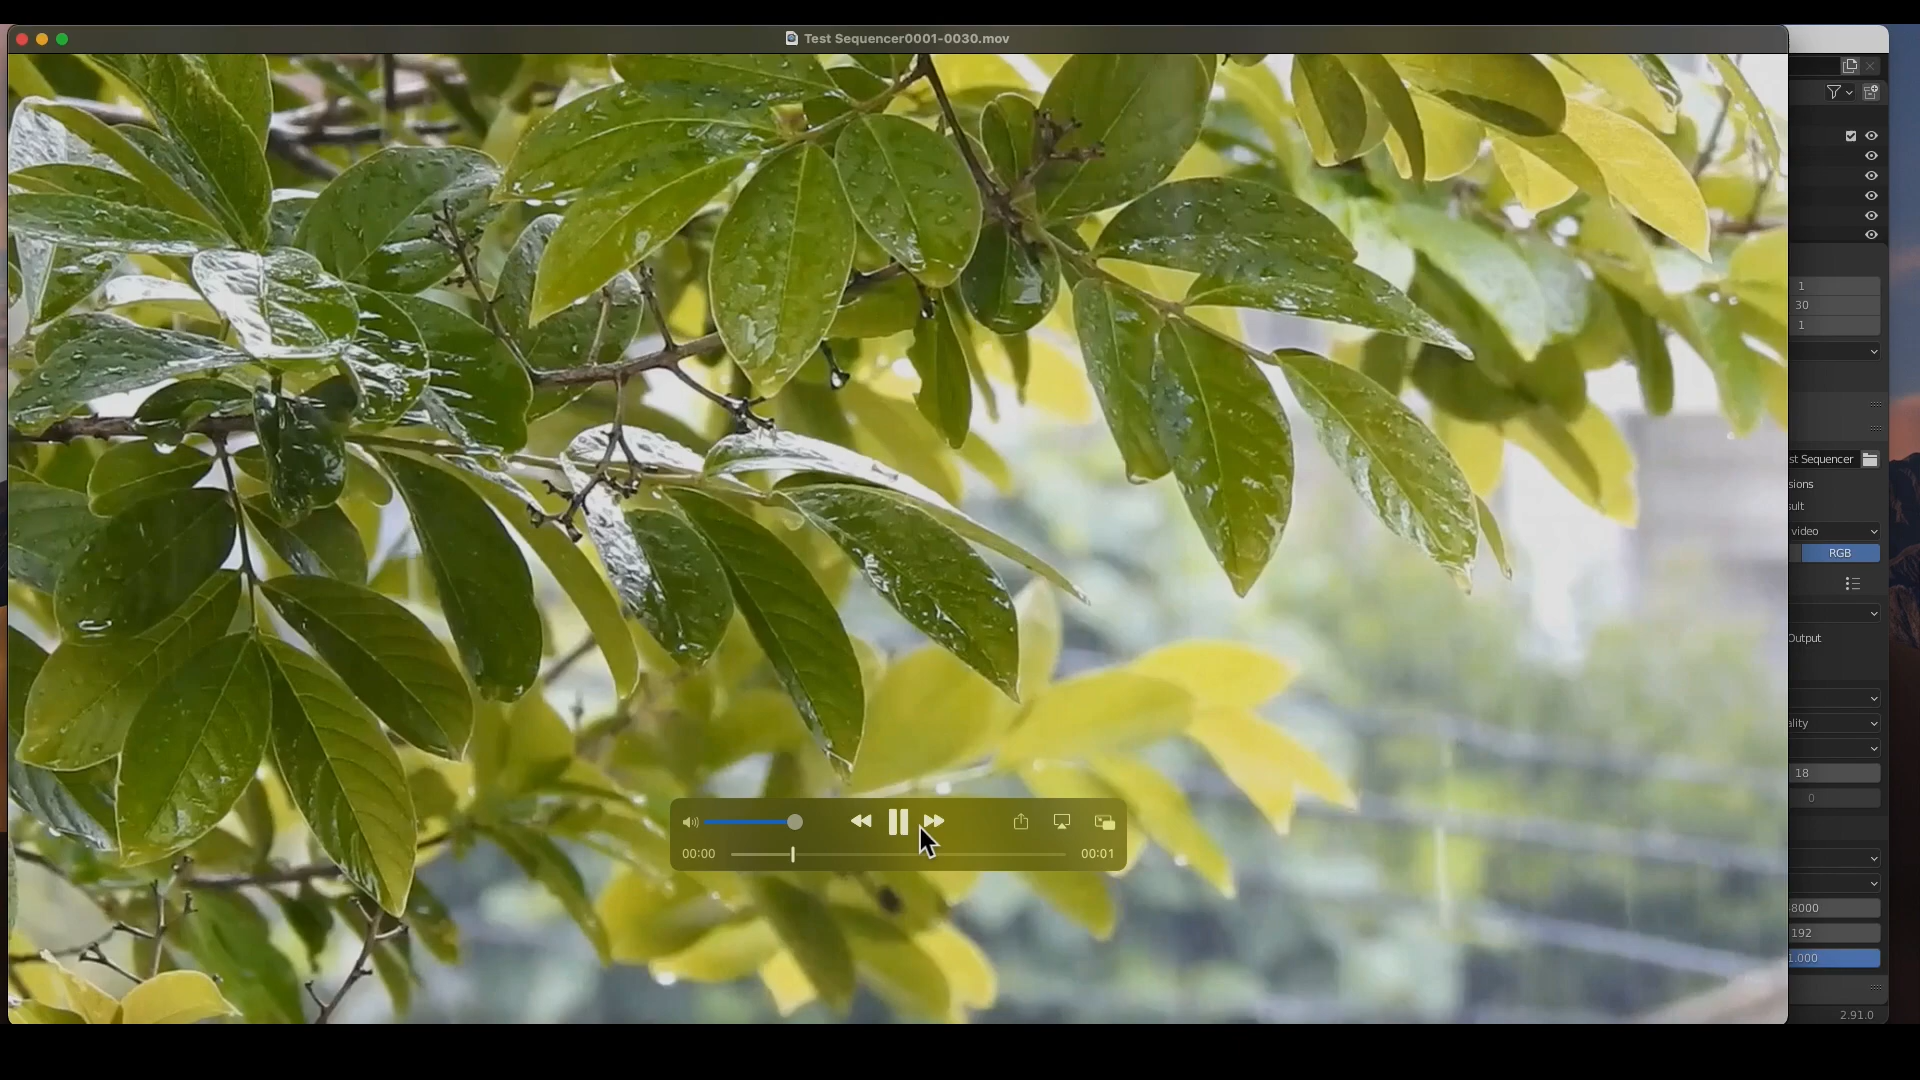 Test Sequencer0001-0030.mov
1
30
1
st Sequencer
sions
sult
video
RGB
Output
ality
18
0
00:00
00:01
8000
192
1.000
2.91.0